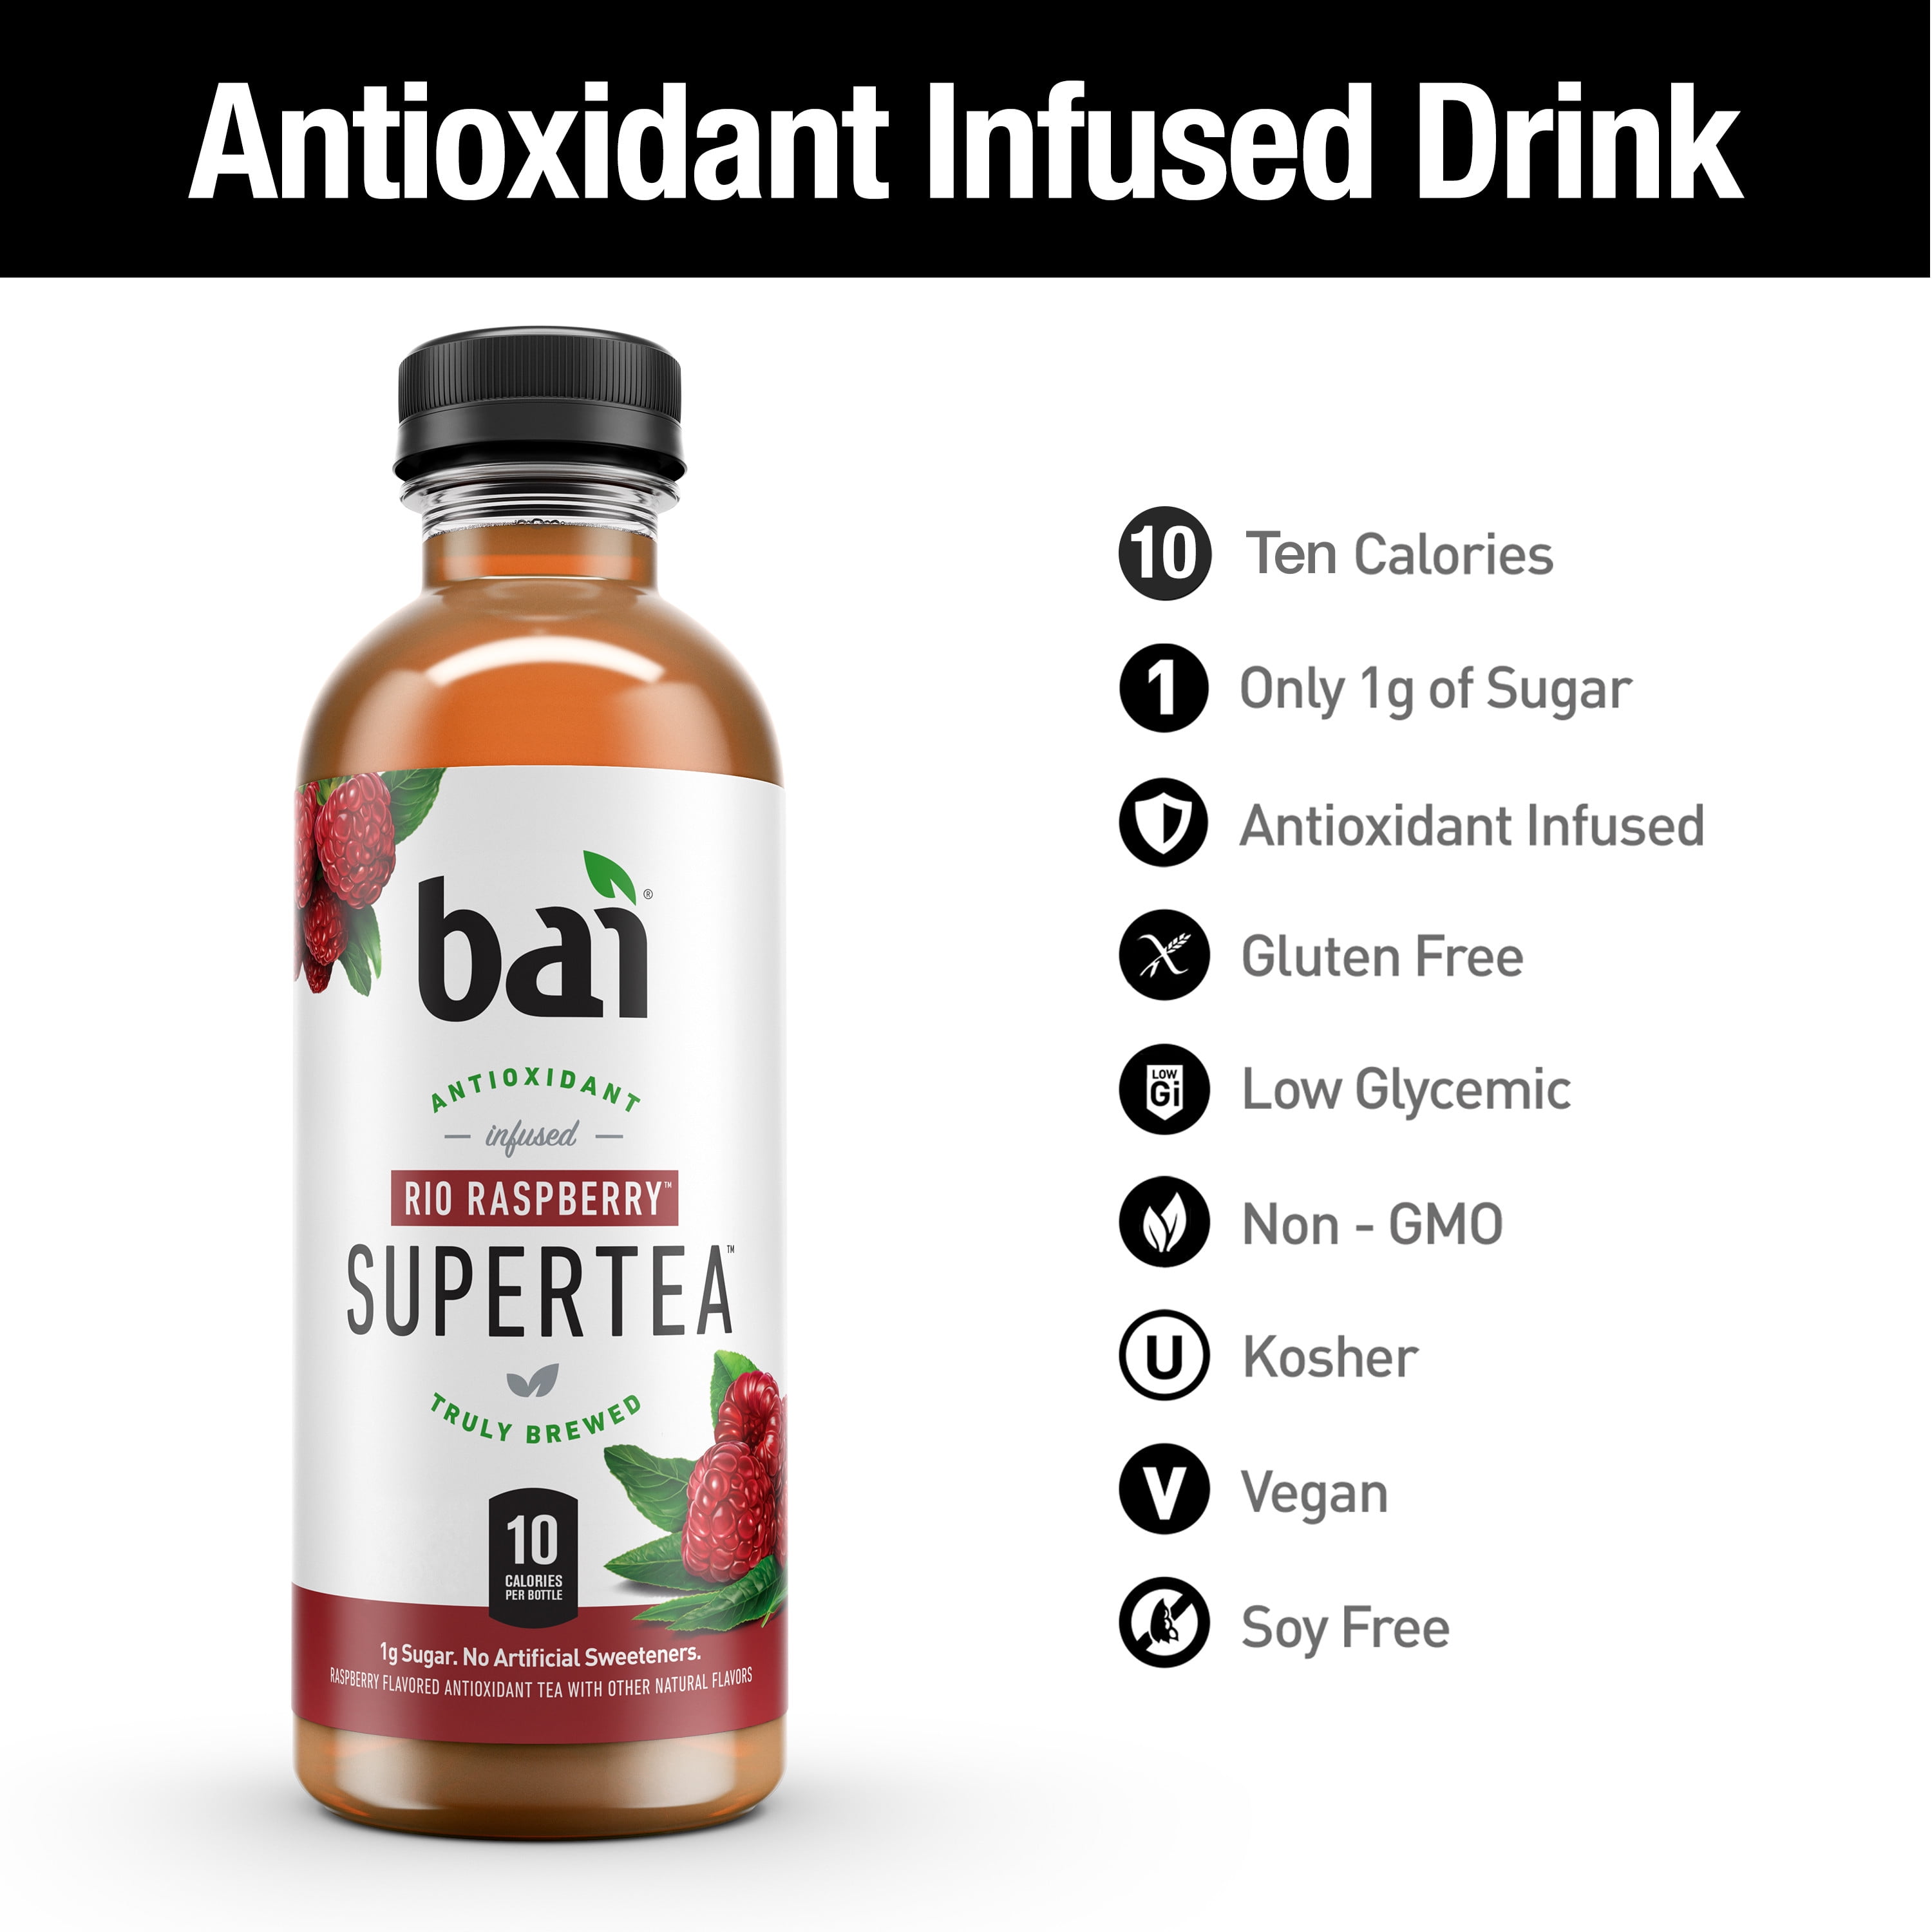 Antioxidant Infused Drink
bai®
ANTIOXIDANT
infused
RIO RASPBERRY™
SUPERTEA™
TRULY BREWED
10
CALORIES
PER BOTTLE
1g Sugar. No Artificial Sweeteners.
RASPBERRY FLAVORED ANTIOXIDANT TEA WITH OTHER NATURAL FLAVORS
10 Ten Calories
1 Only 1g of Sugar
Antioxidant Infused
Gluten Free
LOW
Gi Low Glycemic
Non - GMO
U Kosher
V Vegan
Soy Free